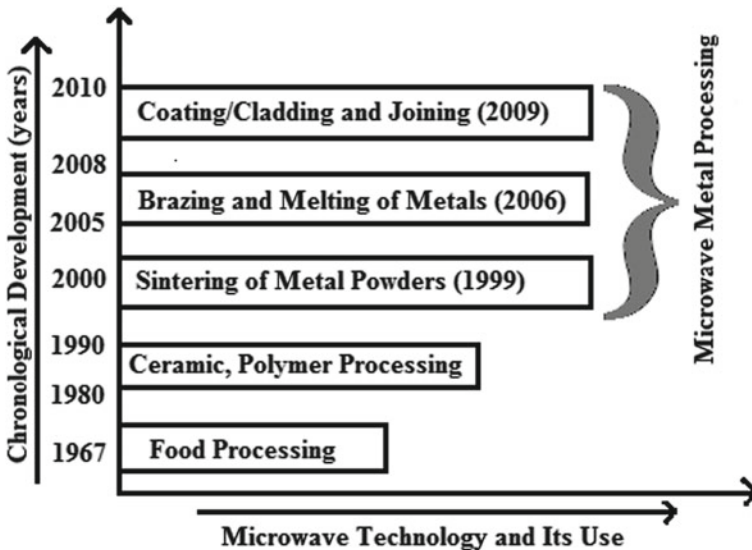 Chronological Development (years)
2010
Coating/Cladding and Joining (2009)
2008
Brazing and Melting of Metals (2006)
2005
2000
Sintering of Metal Powders (1999)
1990
Ceramic, Polymer Processing
1980
1967
Food Processing
Microwave Metal Processing
Microwave Technology and Its Use